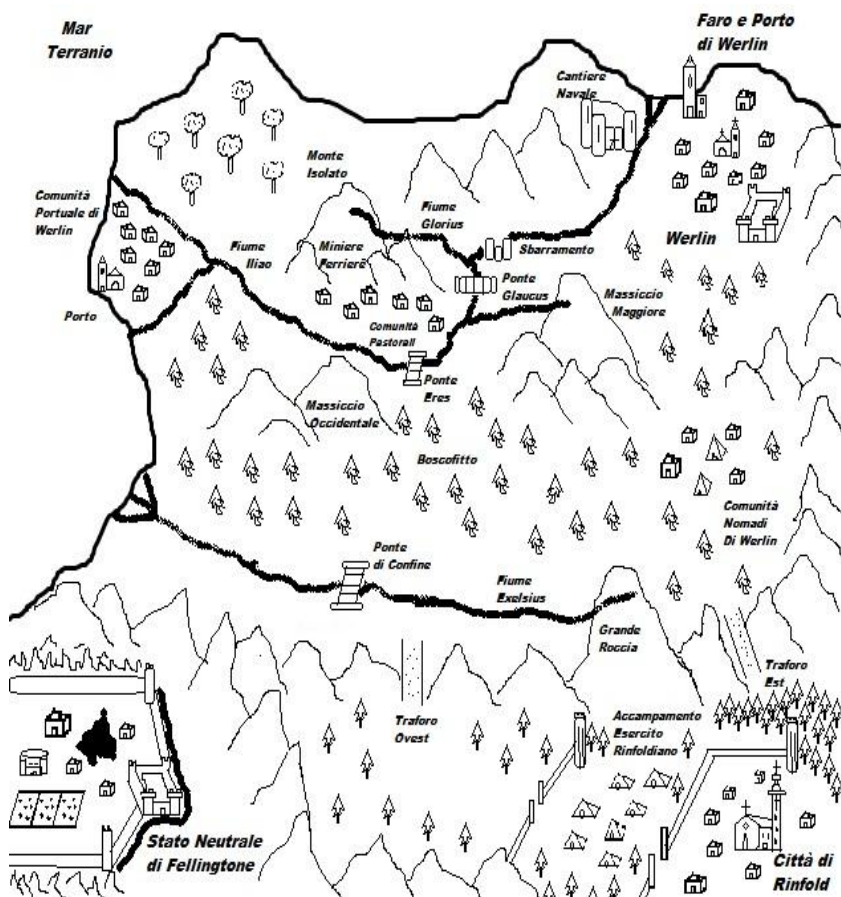 Mar
Terranio
Faro e Porto
di Werlin
Cantiere
Navale
Monte
Isolato
Comunità
Portuale di
Werlin
Fiume
Glorius
Fiume
Iliao
Miniere
Ferriere
Sbarramento
Werlin
Ponte
Glaucus
Massiccio
Maggiore
Porto
Comunità
Pastorali
Ponte
Eres
Massiccio
Occidentale
Boscofitto
Comunità
Nomadi
Di Werlin
Ponte
di Confine
Fiume
Exelsius
Grande
Roccia
Traforo
Est
Traforo
Ovest
Accampamento
Esercito
Rinfoldiano
Stato Neutrale
di Fellingtone
Città di
Rinfold